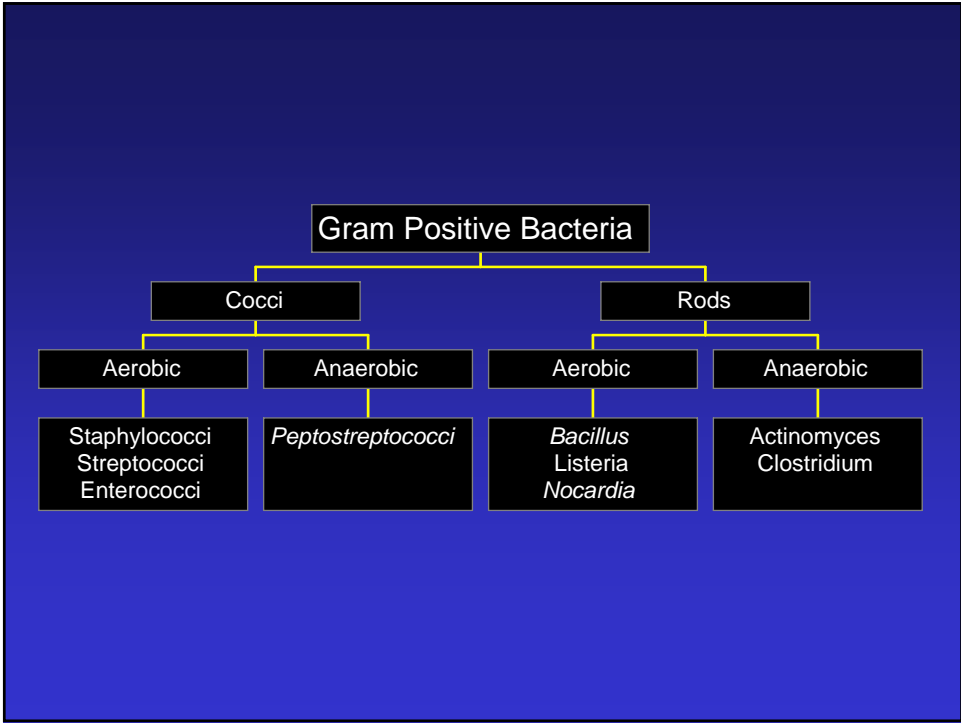 Gram Positive Bacteria
Cocci
Rods
Aerobic
Anaerobic
Aerobic
Anaerobic
Staphylococci
Streptococci
Enterococci
Peptostreptococci
Bacillus
Listeria
Nocardia
Actinomyces
Clostridium